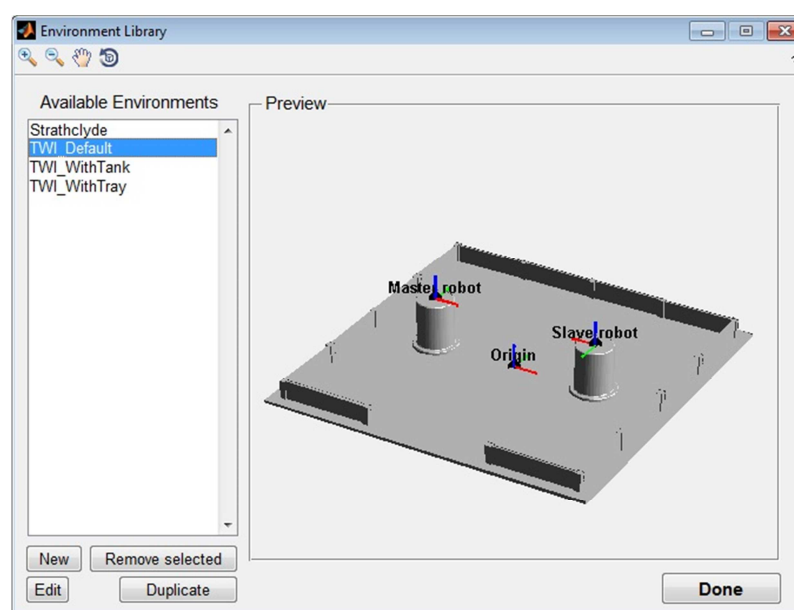 Environment Library
Available Environments
Preview
Strathclyde
TWI_Default
TWI_WithTank
TWI_WithTray
Master robot
Slave robot
Origin
New
Remove selected
Edit
Duplicate
Done